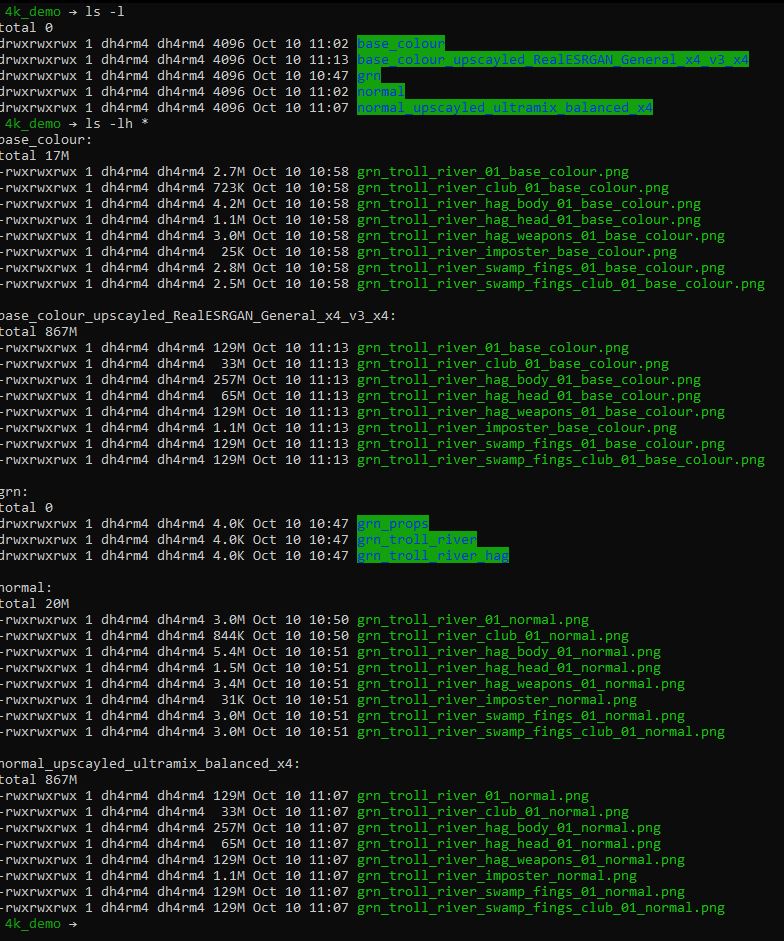 4k_demo → ls -l
total 0
drwxrwxrwx 1 dh4rm4 dh4rm4 4096 Oct 10 11:02 base_colour
drwxrwxrwx 1 dh4rm4 dh4rm4 4096 Oct 10 11:13 base_colour_upscayled_RealESRGAN_General_x4_v3_x4
drwxrwxrwx 1 dh4rm4 dh4rm4 4096 Oct 10 10:47 grn
drwxrwxrwx 1 dh4rm4 dh4rm4 4096 Oct 10 11:02 normal
drwxrwxrwx 1 dh4rm4 dh4rm4 4096 Oct 10 11:07 normal_upscayled_ultramix_balanced_x4
4k_demo → ls -lh *
base_colour:
total 17M
-rwxrwxrwx 1 dh4rm4 dh4rm4 2.7M Oct 10 10:58 grn_troll_river_01_base_colour.png
-rwxrwxrwx 1 dh4rm4 dh4rm4 723K Oct 10 10:58 grn_troll_river_club_01_base_colour.png
-rwxrwxrwx 1 dh4rm4 dh4rm4 4.2M Oct 10 10:58 grn_troll_river_hag_body_01_base_colour.png
-rwxrwxrwx 1 dh4rm4 dh4rm4 1.1M Oct 10 10:58 grn_troll_river_hag_head_01_base_colour.png
-rwxrwxrwx 1 dh4rm4 dh4rm4 3.0M Oct 10 10:58 grn_troll_river_hag_weapons_01_base_colour.png
-rwxrwxrwx 1 dh4rm4 dh4rm4 25K Oct 10 10:58 grn_troll_river_imposter_base_colour.png
-rwxrwxrwx 1 dh4rm4 dh4rm4 2.8M Oct 10 10:58 grn_troll_river_swamp_fings_01_base_colour.png
-rwxrwxrwx 1 dh4rm4 dh4rm4 2.5M Oct 10 10:58 grn_troll_river_swamp_fings_club_01_base_colour.png
base_colour_upscayled_RealESRGAN_General_x4_v3_x4:
total 867M
-rwxrwxrwx 1 dh4rm4 dh4rm4 129M Oct 10 11:13 grn_troll_river_01_base_colour.png
-rwxrwxrwx 1 dh4rm4 dh4rm4 33M Oct 10 11:13 grn_troll_river_club_01_base_colour.png
-rwxrwxrwx 1 dh4rm4 dh4rm4 257M Oct 10 11:13 grn_troll_river_hag_body_01_base_colour.png
-rwxrwxrwx 1 dh4rm4 dh4rm4 65M Oct 10 11:13 grn_troll_river_hag_head_01_base_colour.png
-rwxrwxrwx 1 dh4rm4 dh4rm4 129M Oct 10 11:13 grn_troll_river_hag_weapons_01_base_colour.png
-rwxrwxrwx 1 dh4rm4 dh4rm4 1.1M Oct 10 11:13 grn_troll_river_imposter_base_colour.png
-rwxrwxrwx 1 dh4rm4 dh4rm4 129M Oct 10 11:13 grn_troll_river_swamp_fings_01_base_colour.png
-rwxrwxrwx 1 dh4rm4 dh4rm4 129M Oct 10 11:13 grn_troll_river_swamp_fings_club_01_base_colour.png
grn:
total 0
drwxrwxrwx 1 dh4rm4 dh4rm4 4.0K Oct 10 10:47 grn_props
drwxrwxrwx 1 dh4rm4 dh4rm4 4.0K Oct 10 10:47 grn_troll_river
drwxrwxrwx 1 dh4rm4 dh4rm4 4.0K Oct 10 10:47 grn_troll_river_hag
normal:
total 20M
-rwxrwxrwx 1 dh4rm4 dh4rm4 3.0M Oct 10 10:50 grn_troll_river_01_normal.png
-rwxrwxrwx 1 dh4rm4 dh4rm4 844K Oct 10 10:50 grn_troll_river_club_01_normal.png
-rwxrwxrwx 1 dh4rm4 dh4rm4 5.4M Oct 10 10:51 grn_troll_river_hag_body_01_normal.png
-rwxrwxrwx 1 dh4rm4 dh4rm4 1.5M Oct 10 10:51 grn_troll_river_hag_head_01_normal.png
-rwxrwxrwx 1 dh4rm4 dh4rm4 3.4M Oct 10 10:51 grn_troll_river_hag_weapons_01_normal.png
-rwxrwxrwx 1 dh4rm4 dh4rm4 31K Oct 10 10:51 grn_troll_river_imposter_normal.png
-rwxrwxrwx 1 dh4rm4 dh4rm4 3.0M Oct 10 10:51 grn_troll_river_swamp_fings_01_normal.png
-rwxrwxrwx 1 dh4rm4 dh4rm4 3.0M Oct 10 10:51 grn_troll_river_swamp_fings_club_01_normal.png
normal_upscayled_ultramix_balanced_x4:
total 867M
-rwxrwxrwx 1 dh4rm4 dh4rm4 129M Oct 10 11:07 grn_troll_river_01_normal.png
-rwxrwxrwx 1 dh4rm4 dh4rm4 33M Oct 10 11:07 grn_troll_river_club_01_normal.png
-rwxrwxrwx 1 dh4rm4 dh4rm4 257M Oct 10 11:07 grn_troll_river_hag_body_01_normal.png
-rwxrwxrwx 1 dh4rm4 dh4rm4 65M Oct 10 11:07 grn_troll_river_hag_head_01_normal.png
-rwxrwxrwx 1 dh4rm4 dh4rm4 129M Oct 10 11:07 grn_troll_river_hag_weapons_01_normal.png
-rwxrwxrwx 1 dh4rm4 dh4rm4 1.1M Oct 10 11:07 grn_troll_river_imposter_normal.png
-rwxrwxrwx 1 dh4rm4 dh4rm4 129M Oct 10 11:07 grn_troll_river_swamp_fings_01_normal.png
-rwxrwxrwx 1 dh4rm4 dh4rm4 129M Oct 10 11:07 grn_troll_river_swamp_fings_club_01_normal.png
4k_demo →